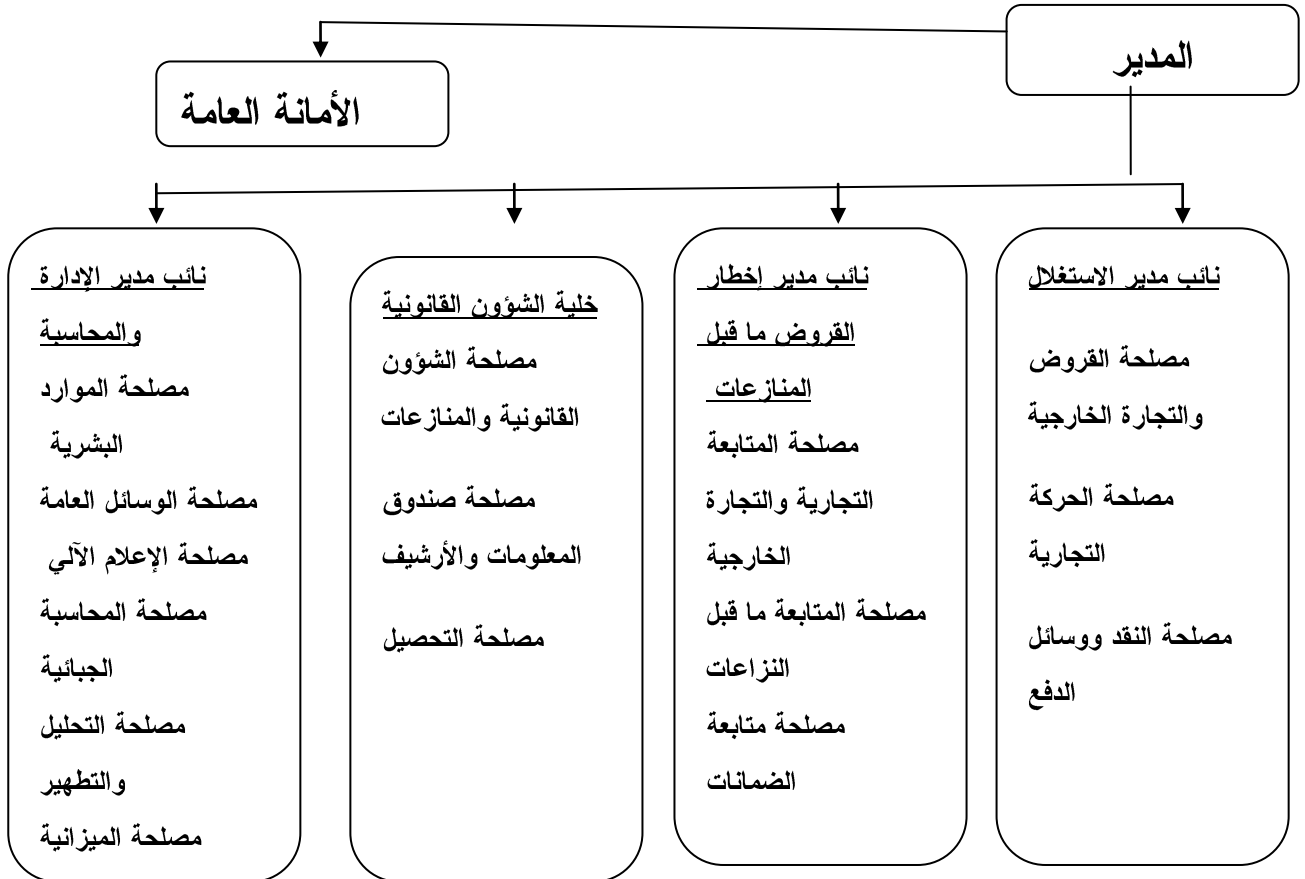 المدير
الأمانة العامة
نائب مدير الاستغلال
مصلحة القروض
والتجارة الخارجية
مصلحة الحركة
التجارية
مصلحة النقد ووسائل
الدفع
نائب مدير إخطار
القروض ما قبل
المنازعات
مصلحة المتابعة
التجارية والتجارة
الخارجية
مصلحة المتابعة ما قبل
النزاعات
مصلحة متابعة
الضمانات
خلية الشؤون القانونية
مصلحة الشؤون
القانونية والمنازعات
مصلحة صندوق
المعلومات والأرشيف
مصلحة التحصيل
نائب مدير الإدارة
والمحاسبة
مصلحة الموارد
البشرية
مصلحة الوسائل العامة
مصلحة الإعلام الآلي
مصلحة المحاسبة
الجبائية
مصلحة التحليل
والتطهير
مصلحة الميزانية